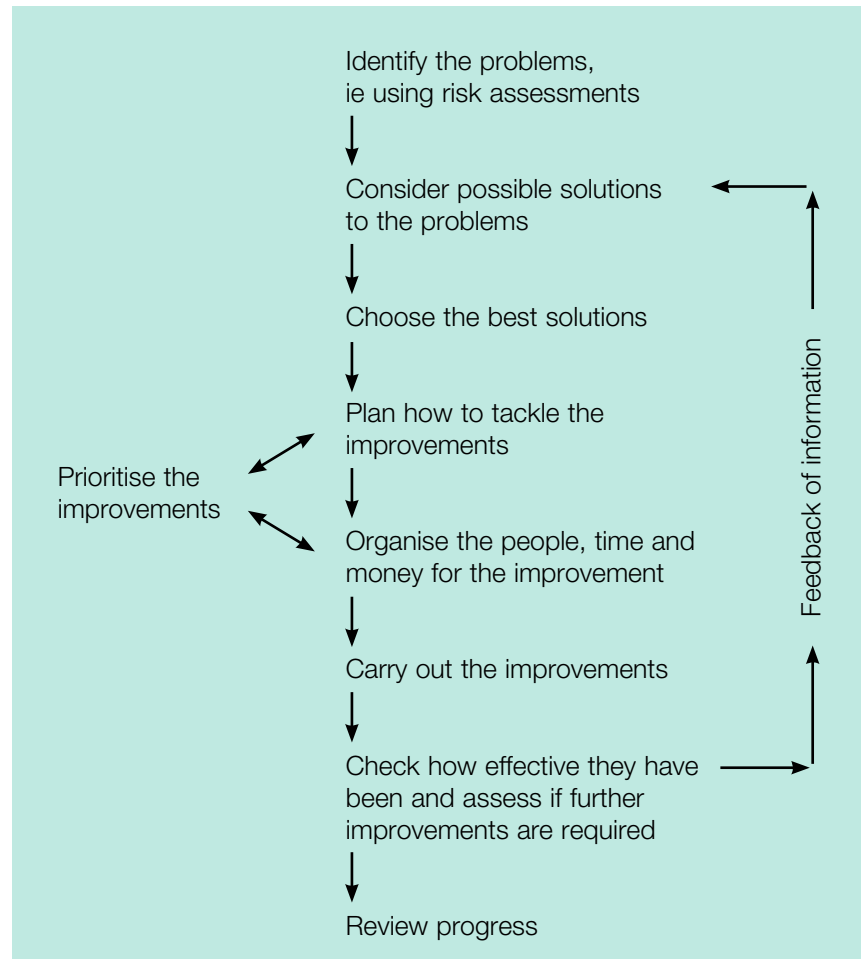 Identify the problems,
ie using risk assessments
Consider possible solutions
to the problems
Choose the best solutions
Plan how to tackle the
improvements
Prioritise the
improvements
Organise the people, time and
money for the improvement
Carry out the improvements
Check how effective they have
been and assess if further
improvements are required
Review progress
Feedback of information